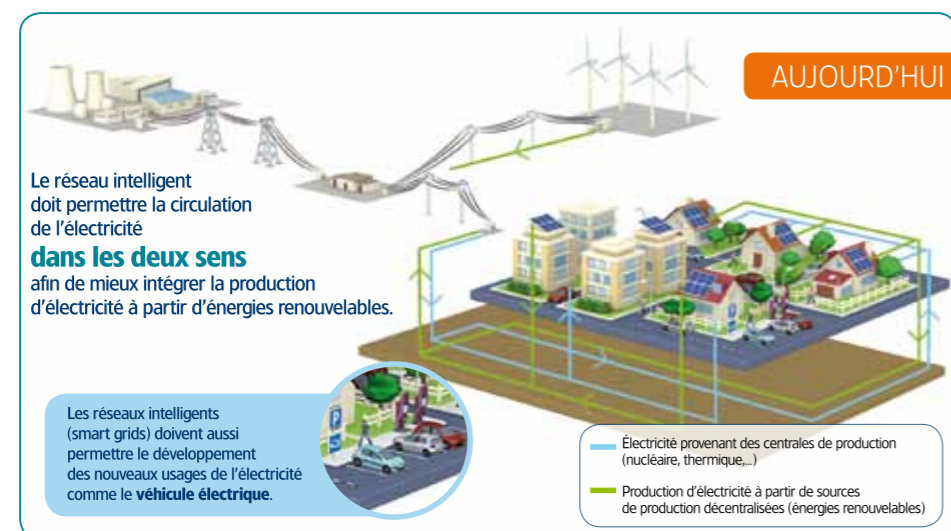 AUJOURD'HUI
Le réseau intelligent
doit permettre la circulation
de l'électricité
dans les deux sens
afin de mieux intégrer la production
d'électricité à partir d'énergies renouvelables.
Les réseaux intelligents
(smart grids) doivent aussi
permettre le développement
des nouveaux usages de l'électricité
comme le véhicule électrique.
Électricité provenant des centrales de production
(nucléaire, thermique,...)
Production d'électricité à partir de sources
de production décentralisées (énergies renouvelables)